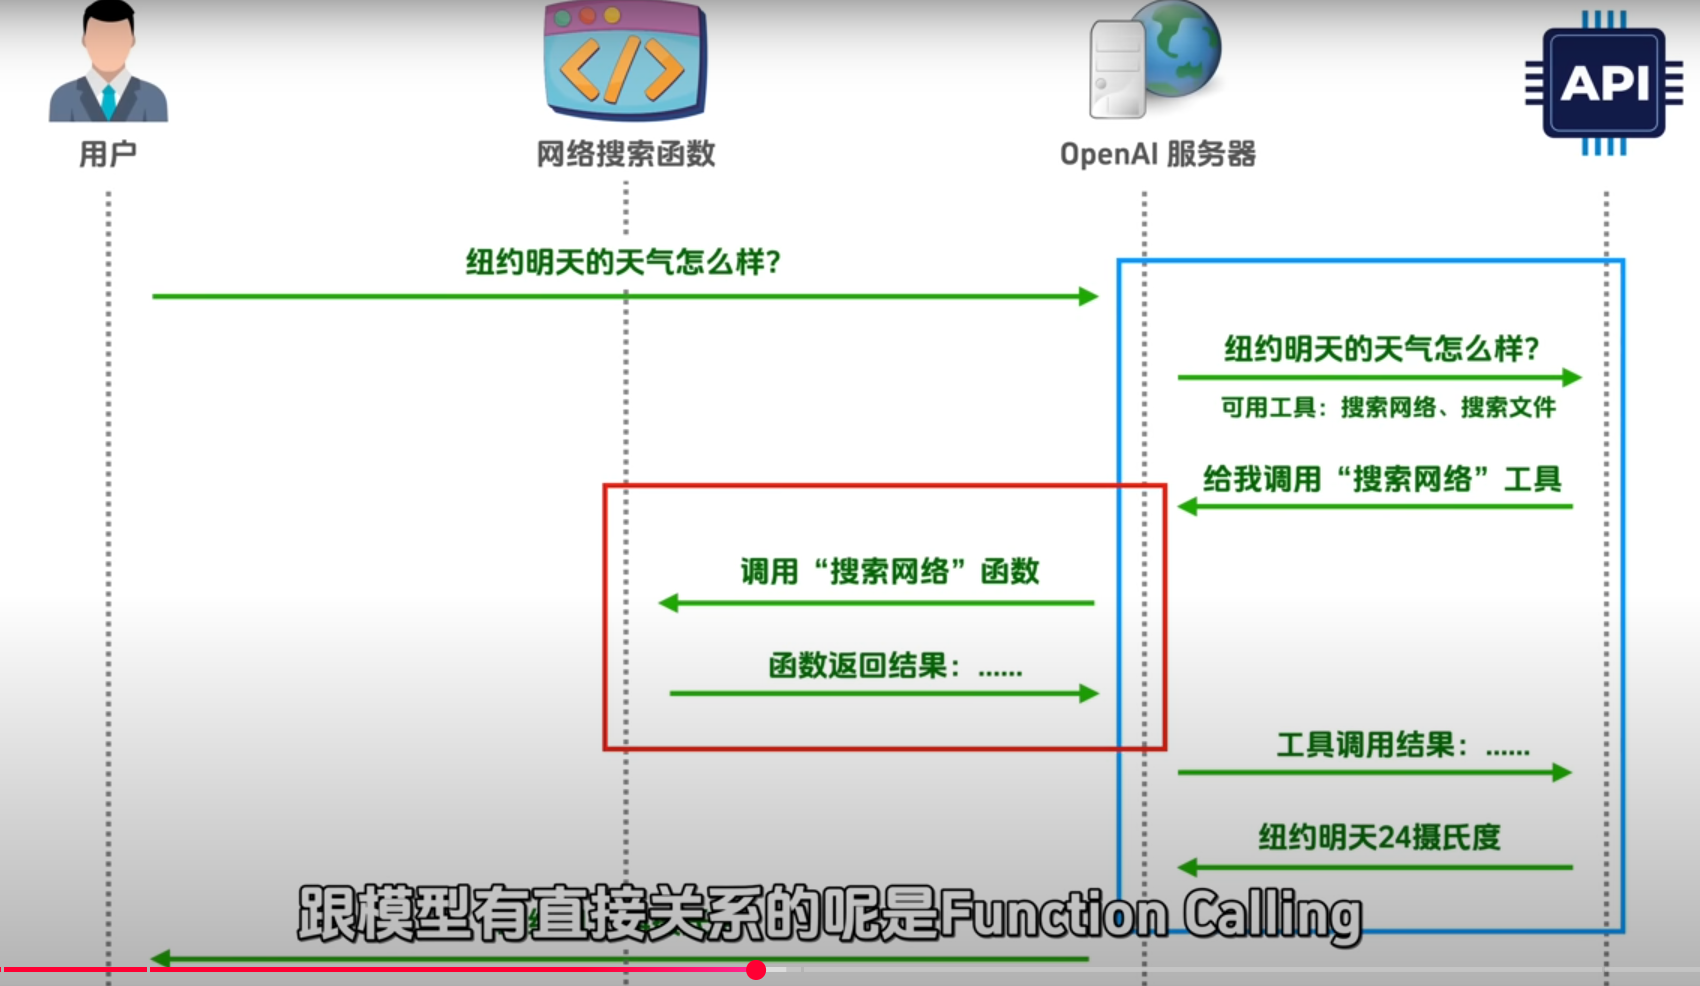 API
用户
网络搜索函数
OpenAI 服务器
纽约明天的天气怎么样？
纽约明天的天气怎么样？
可用工具：搜索网络、搜索文件
给我调用“搜索网络”工具
调用“搜索网络”函数
函数返回结果：……
工具调用结果：……
纽约明天24摄氏度
跟模型有直接关系的呢是Function Calling